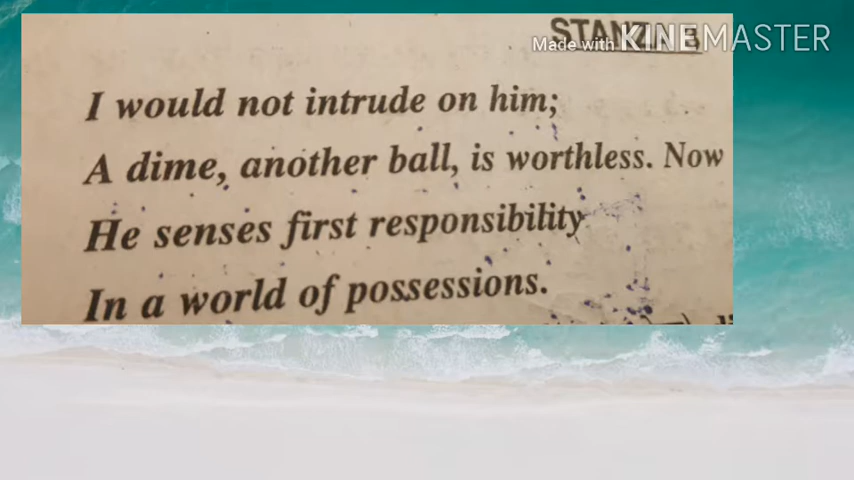 STANZA
Made with KINEMASTER
I would not intrude on him;
A dime, another ball, is worthless. Now
He senses first responsibility
In a world of possessions.